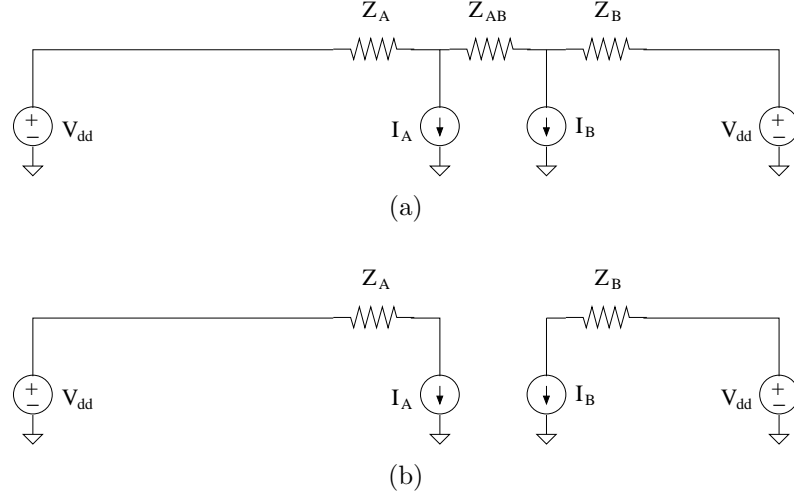 Z_A Z_AB Z_B
+ − V_dd I_A I_B V_dd + −
(a)
Z_A Z_B
+ − V_dd I_A I_B V_dd + −
(b)